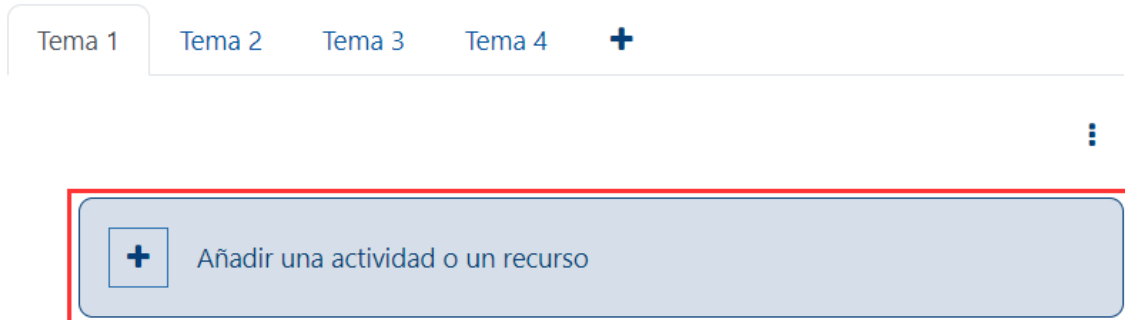 Tema 1 Tema 2 Tema 3 Tema 4 +
+ Añadir una actividad o un recurso